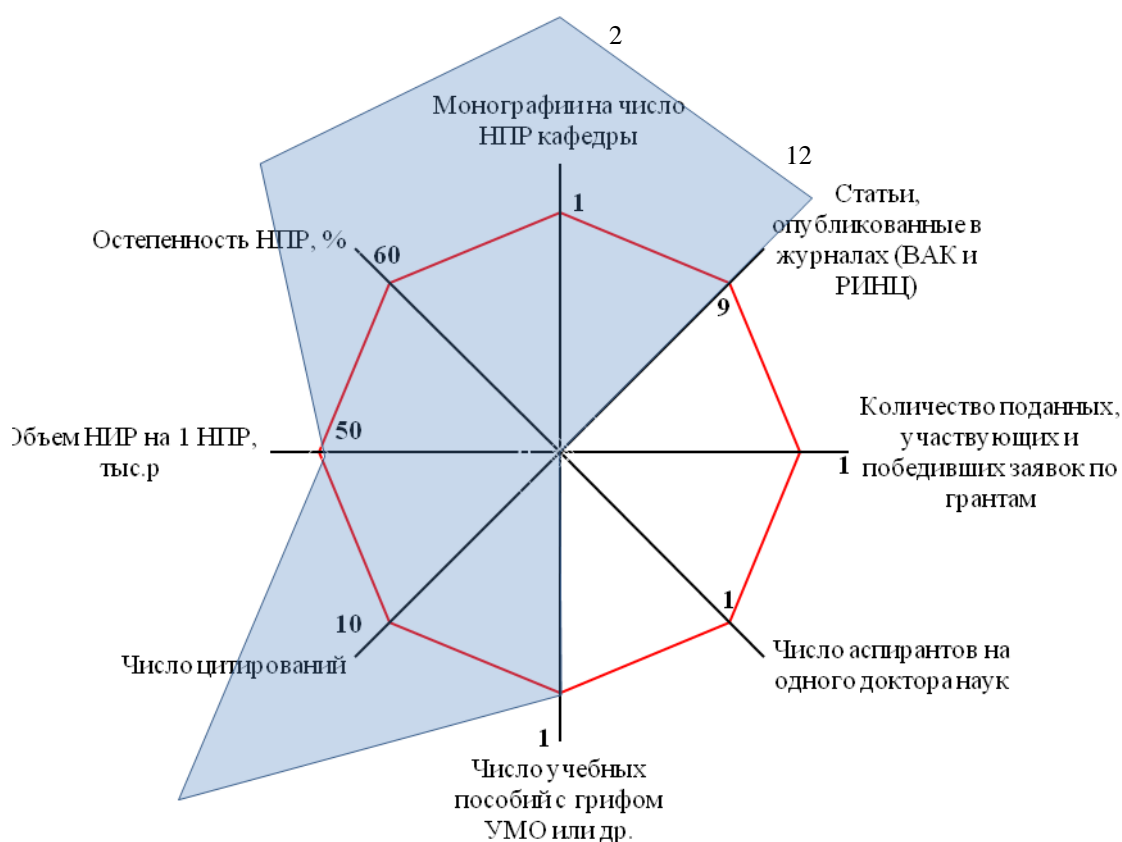 2
Монографии на число
НПР кафедры
12
Статьи,
опубликованные в
журналах (ВАК и
РИНЦ)
1
Остепенность НПР, %
60
9
Объем НИР на 1 НПР,
тыс.р
50
Количество поданных,
участвующих и
победивших заявок по
грантам
1
10
Число цитирований
1
Число аспирантов на
одного доктора наук
1
Число учебных
пособий с грифом
УМО или др.